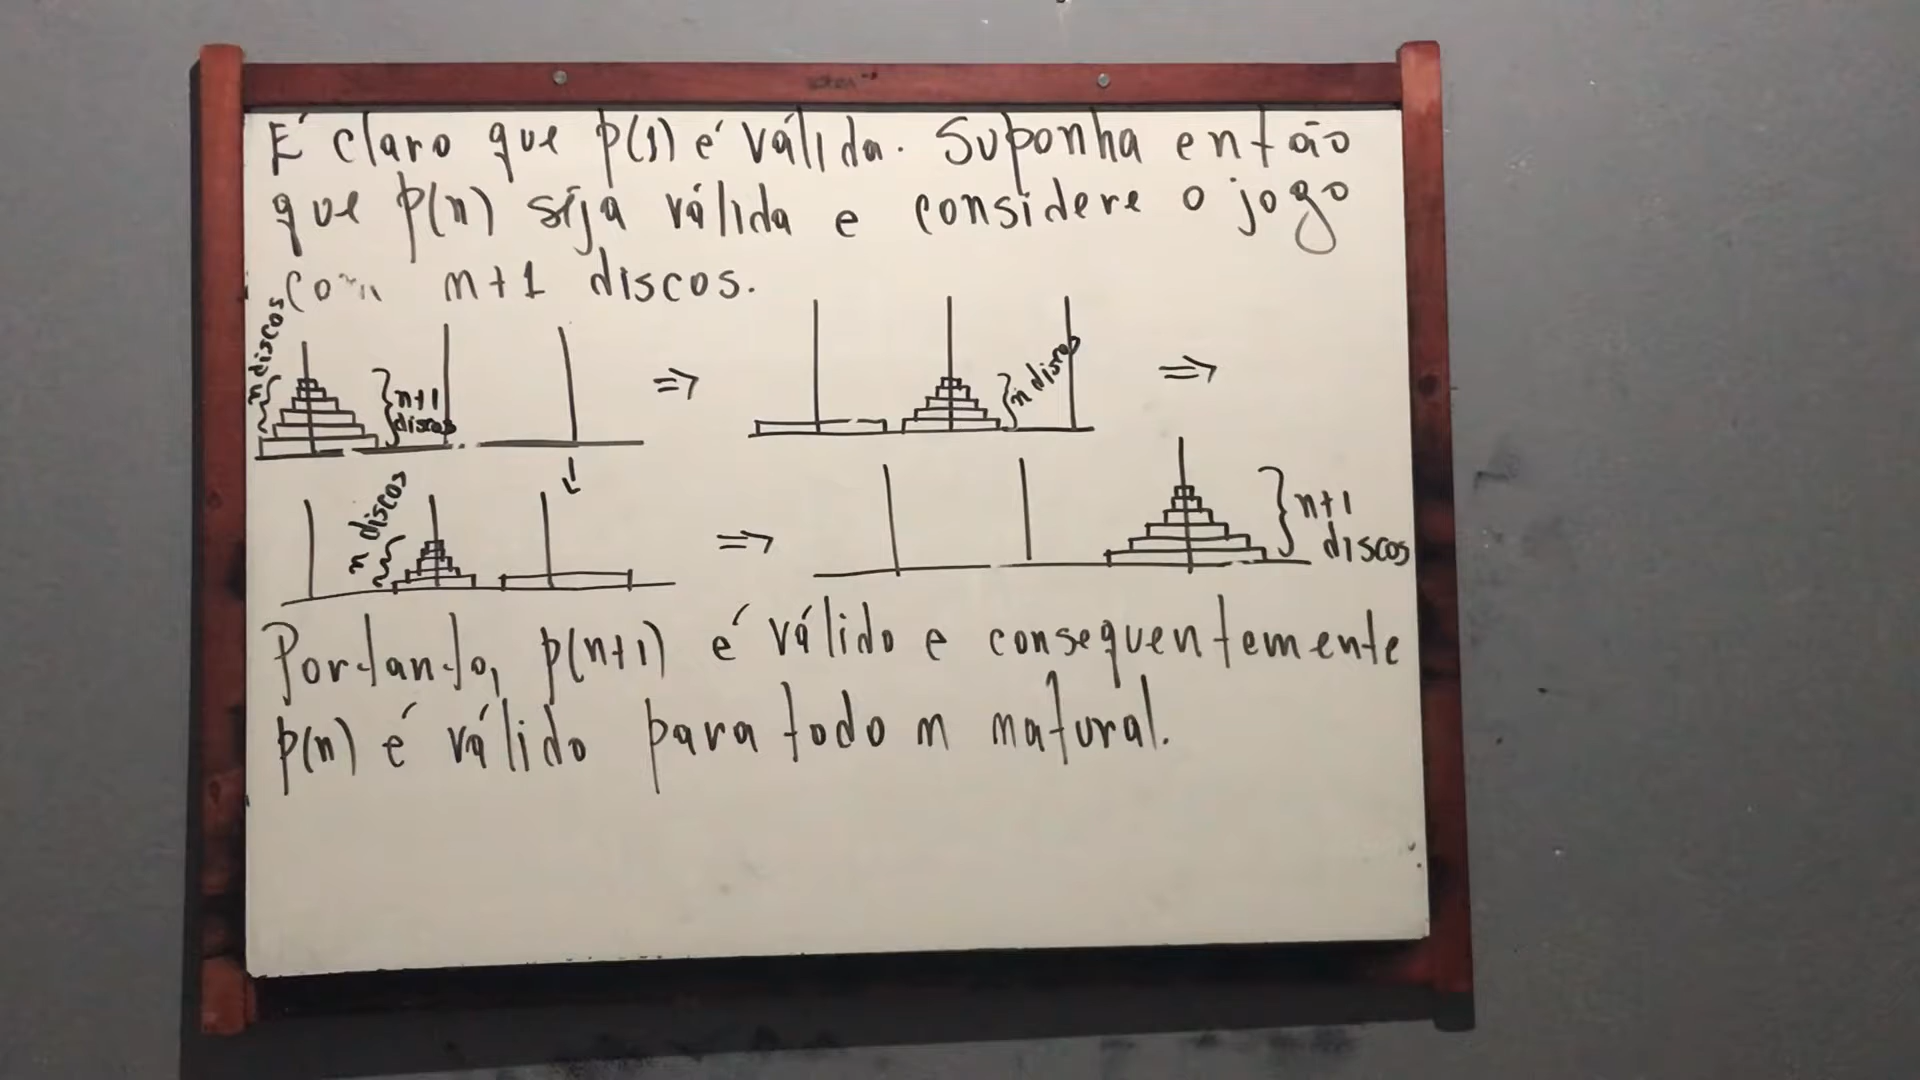 É claro que p(1) é válida. Suponha então
que p(n) seja válida e considere o jogo
com n+1 discos.
n discos
n+1
discos
⇒
n discos
⇒
n discos
⇒
n+1
discos
Portanto, p(n+1) é válido e consequentemente
p(n) é válido para todo n natural.